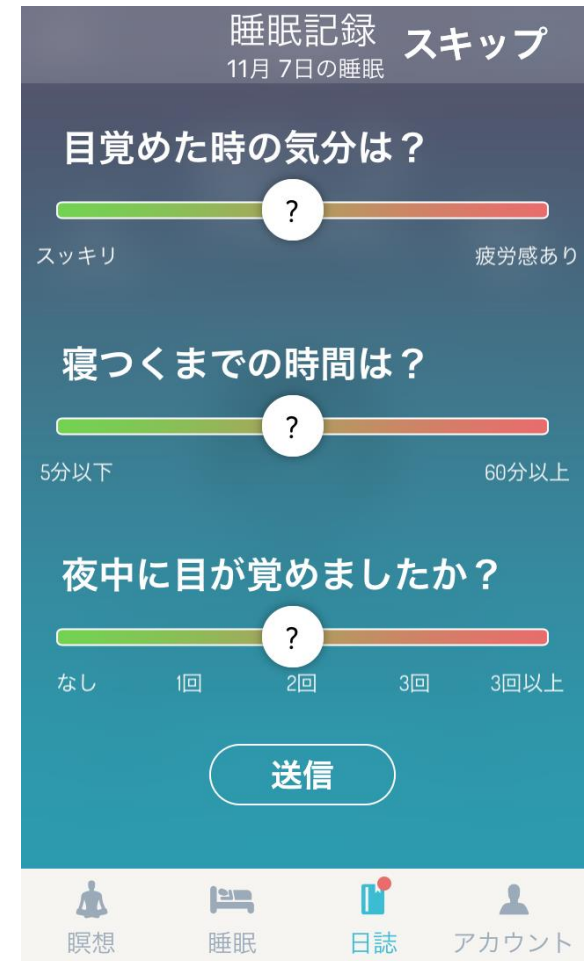 睡眠記録
スキップ
11月 7日の睡眠
目覚めた時の気分は？
?
スッキリ 疲労感あり
寝つくまでの時間は？
?
5分以下 60分以上
夜中に目が覚めましたか？
?
なし 1回 2回 3回 3回以上
送信
瞑想 睡眠 日誌 アカウント